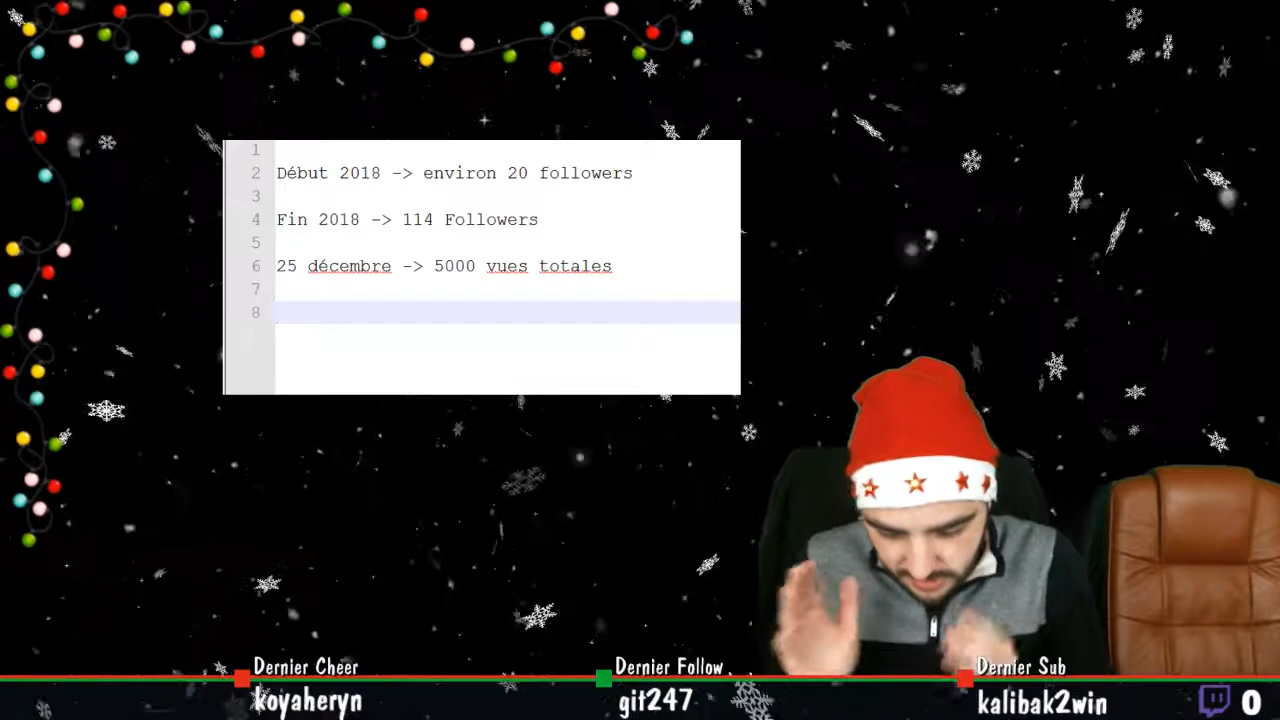 1
2 Début 2018 -> environ 20 followers
3
4 Fin 2018 -> 114 Followers
5
6 25 décembre -> 5000 vues totales
7
8
Dernier Cheer
koyaheryn
Dernier Follow
git247
Dernier Sub
kalibak2win
0